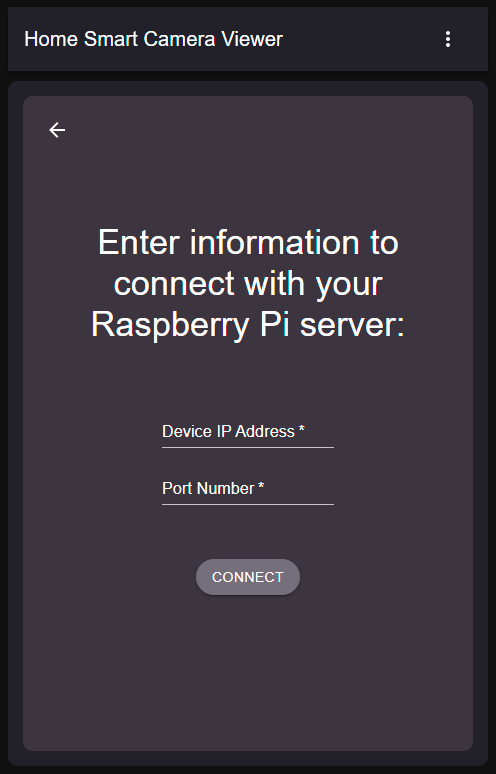 Home Smart Camera Viewer
Enter information to
connect with your
Raspberry Pi server:
Device IP Address *
Port Number *
CONNECT